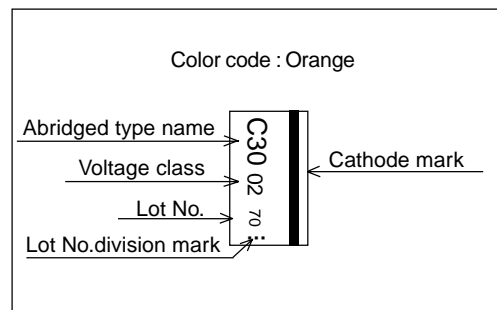 Color code : Orange
Abridged type name
C30
Voltage class
02
Cathode mark
Lot No.
70
Lot No.division mark